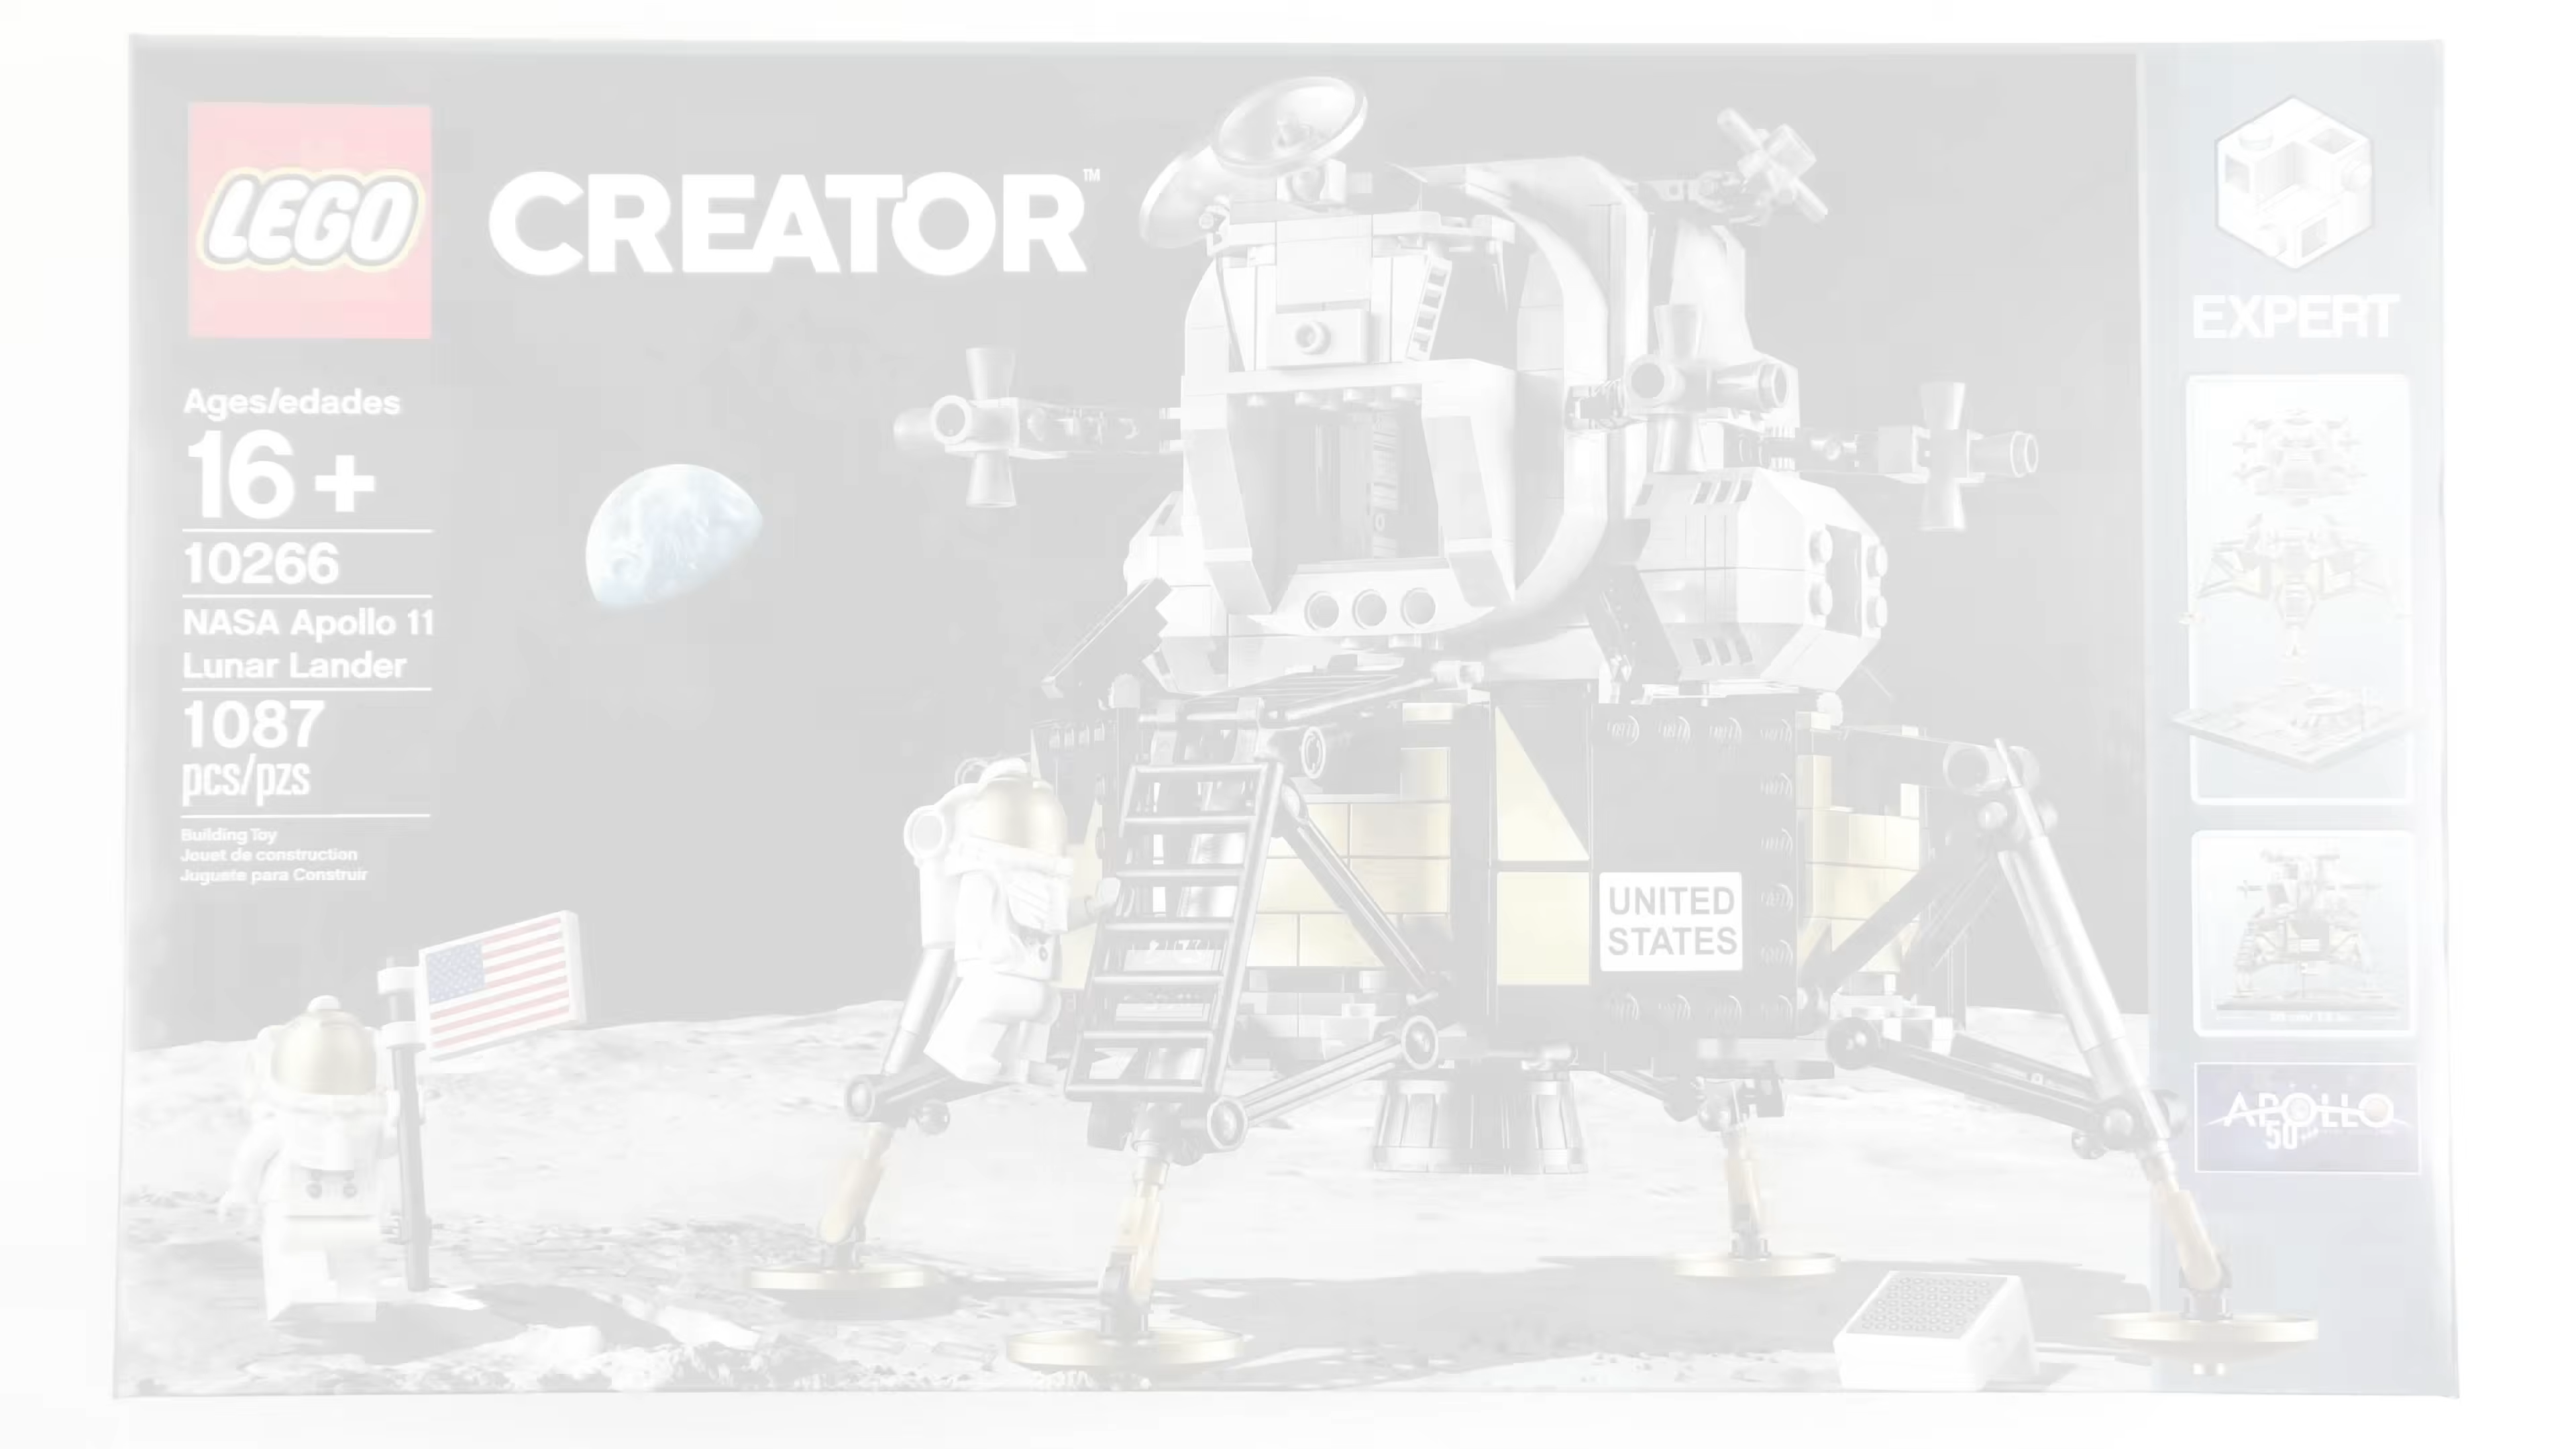 LEGO
CREATOR™
EXPERT
Ages/edades
16+
10266
NASA Apollo 11
Lunar Lander
1087
pcs/pzs
Building Toy
Jouet de construction
Juguete para Construir
UNITED
STATES
APOLLO
50